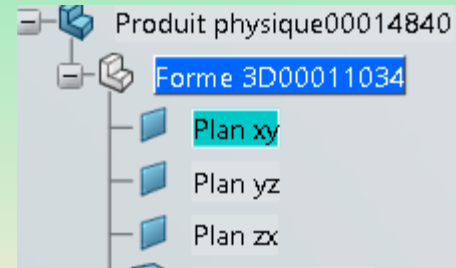 Produit physique00014840
Forme 3D00011034
Plan xy
Plan yz
Plan zx